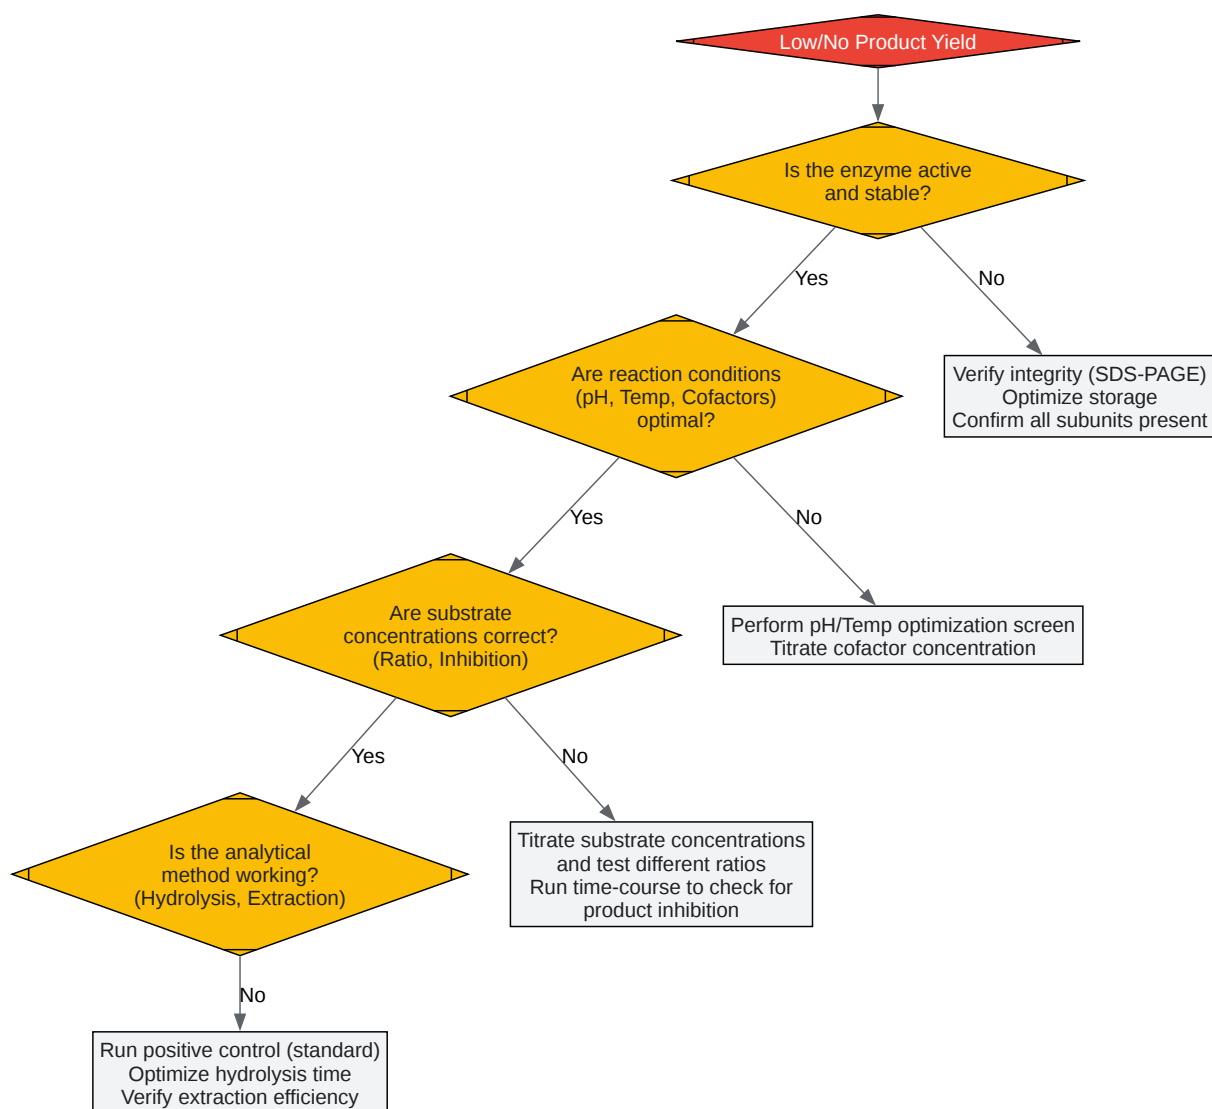 Low/No Product Yield
Is the enzyme active
and stable?
Yes
No
Are reaction conditions
(pH, Temp, Cofactors)
optimal?
Verify integrity (SDS-PAGE)
Optimize storage
Confirm all subunits present
Yes
No
Are substrate
concentrations correct?
(Ratio, Inhibition)
Perform pH/Temp optimization screen
Titrate cofactor concentration
Yes
No
Is the analytical
method working?
(Hydrolysis, Extraction)
Titrate substrate concentrations
and test different ratios
Run time-course to check for
product inhibition
No
Run positive control (standard)
Optimize hydrolysis time
Verify extraction efficiency